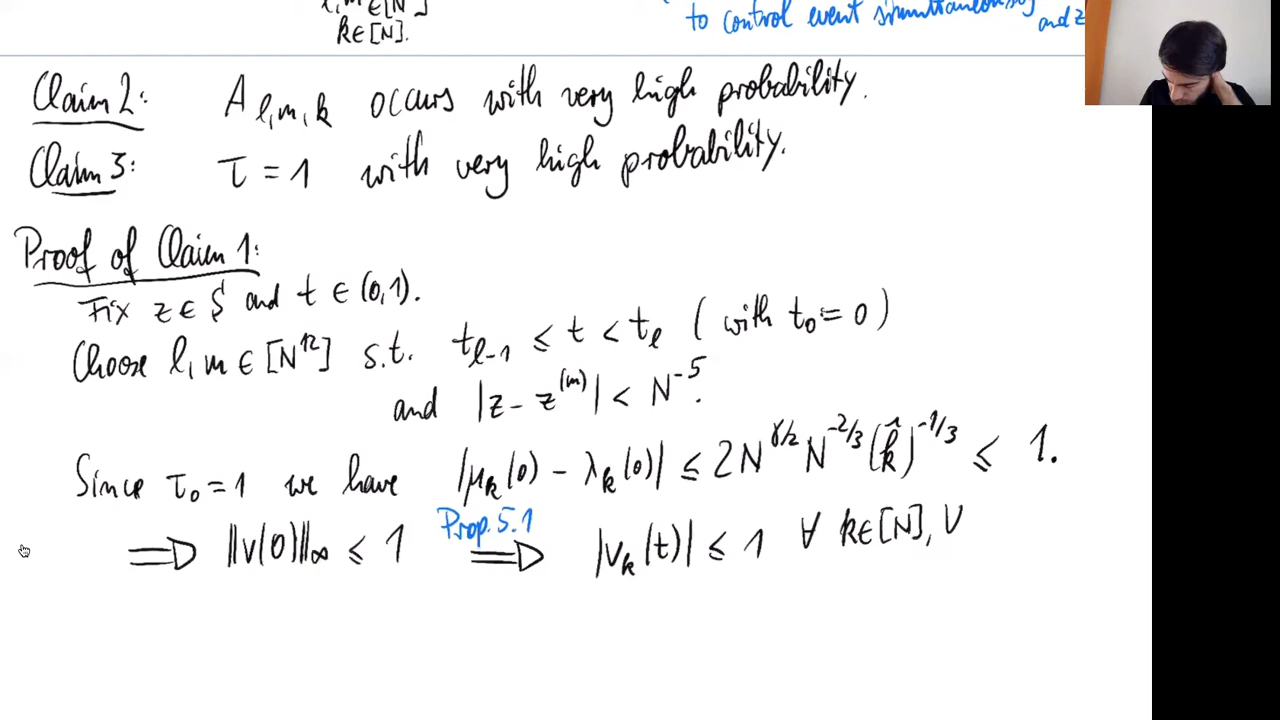 l,m ∈ [N
k∈[N].
to control event simultaneously
and z
Claim 2: A_{l,m,k} occurs with very high probability.
Claim 3: τ = 1 with very high probability.
Proof of Claim 1:
Fix z ∈ S and t ∈ (0,1).
Choose l,m ∈ [N^{12}] s.t. t_{l-1} ≤ t < t_l (with t_0 = 0)
and |z - z^{(m)}| < N^{-5}.
Since τ_0 = 1 we have |μ_k(0) - λ_k(0)| ≤ 2N^{γ/2} N^{-2/3} (k̂)^{-1/3} ≤ 1.
⟹ ‖v(0)‖_∞ ≤ 1 Prop. 5.1 ⟹ |v_k(t)| ≤ 1 ∀ k∈[N], V